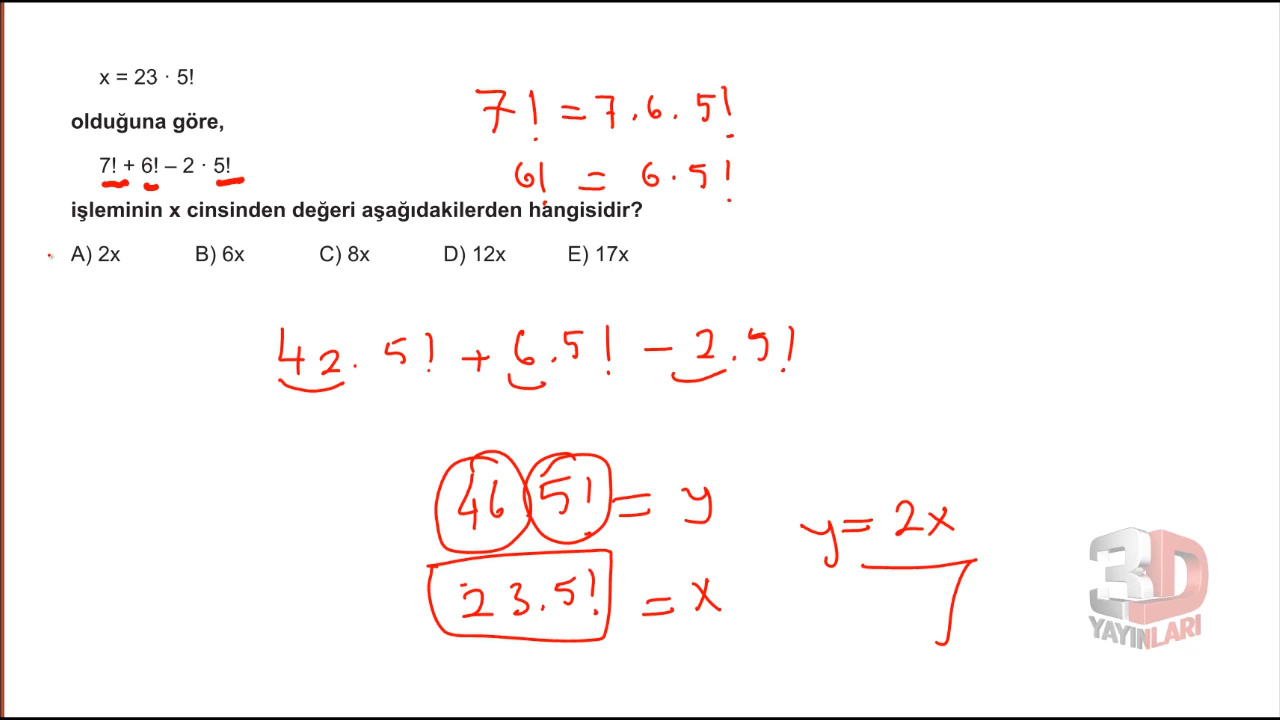 x = 23 · 5!
olduğuna göre,
7! + 6! – 2 · 5!
işleminin x cinsinden değeri aşağıdakilerden hangisidir?
A) 2x B) 6x C) 8x D) 12x E) 17x
7! = 7.6.5!
6! = 6.5!
42.5! + 6.5! – 2.5!
46 5! = y
23.5! = x
y = 2x
3D
YAYINLARI